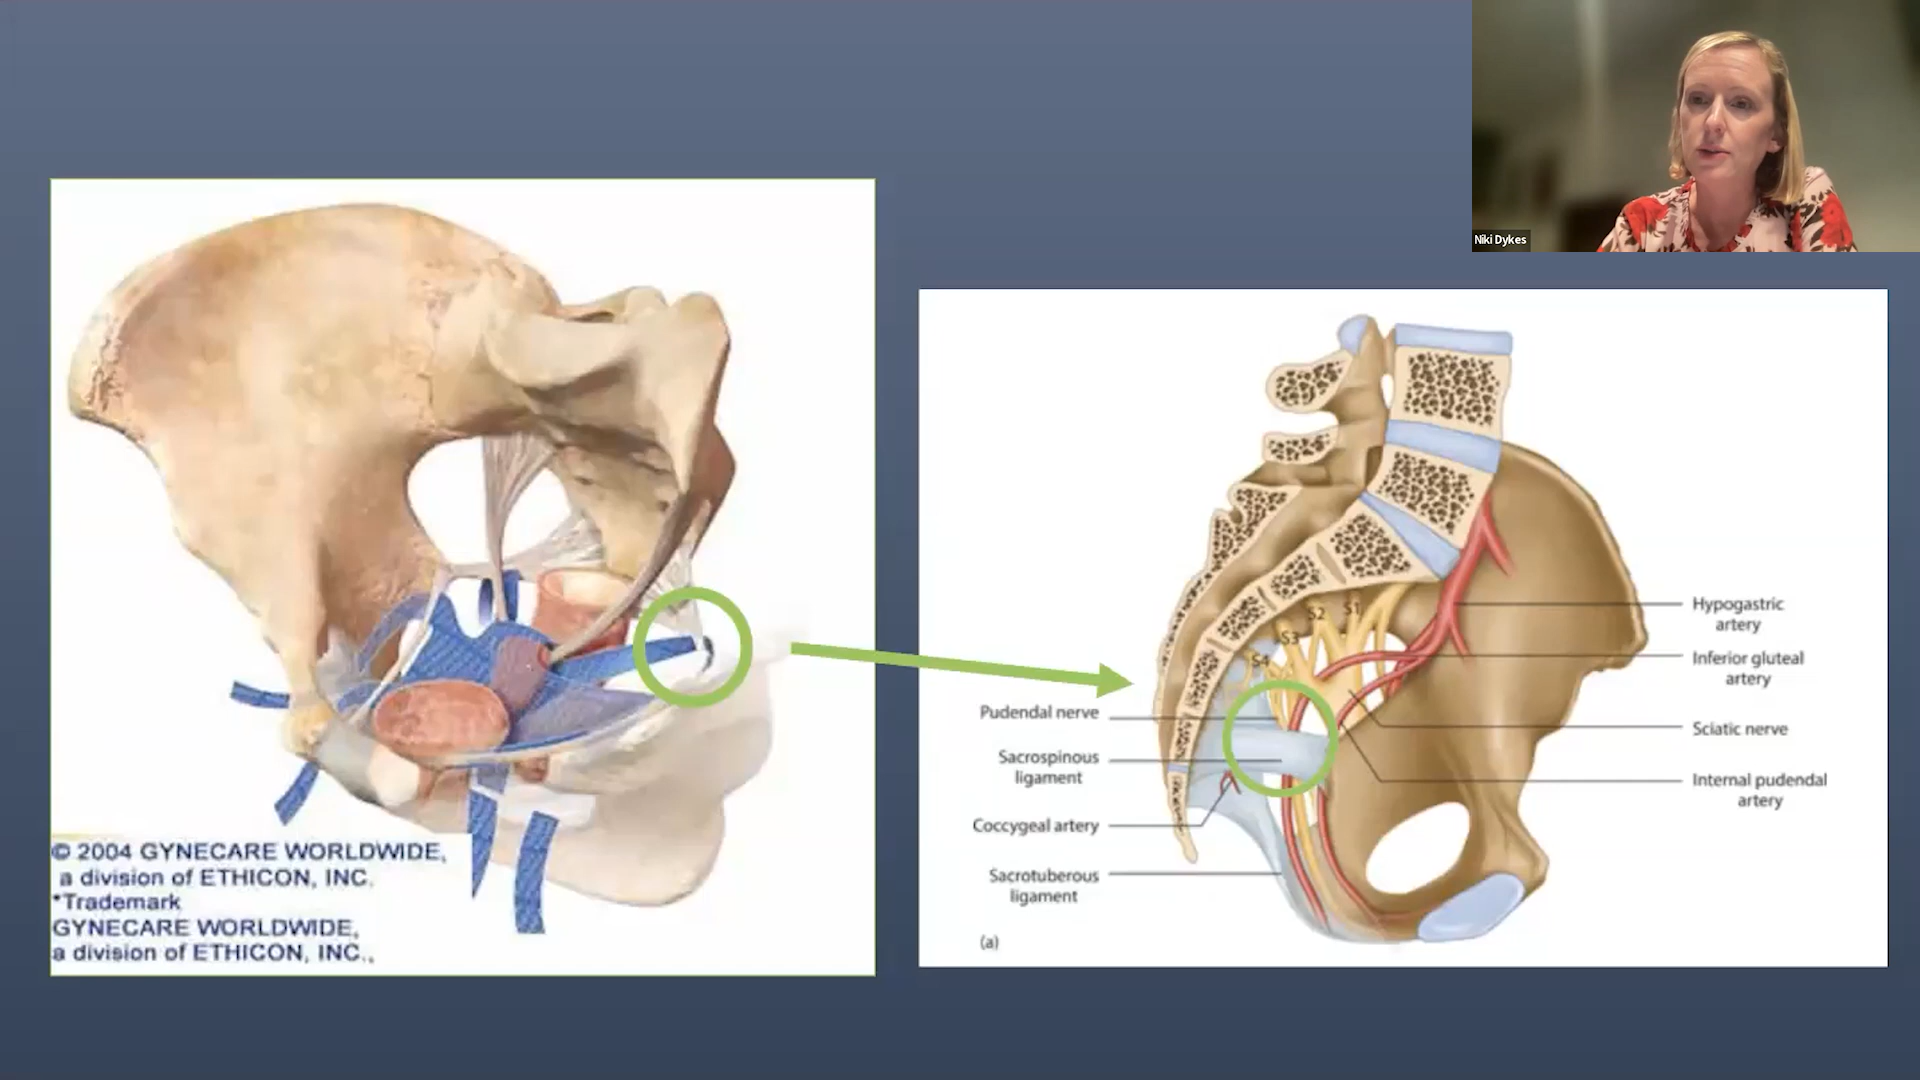 Niki Dykes
© 2004 GYNECARE WORLDWIDE,
a division of ETHICON, INC.
*Trademark
GYNECARE WORLDWIDE,
a division of ETHICON, INC.,
S1
S2
S3
S4
Pudendal nerve
Sacrospinous
ligament
Coccygeal artery
Sacrotuberous
ligament
(a)
Hypogastric
artery
Inferior gluteal
artery
Sciatic nerve
Internal pudendal
artery